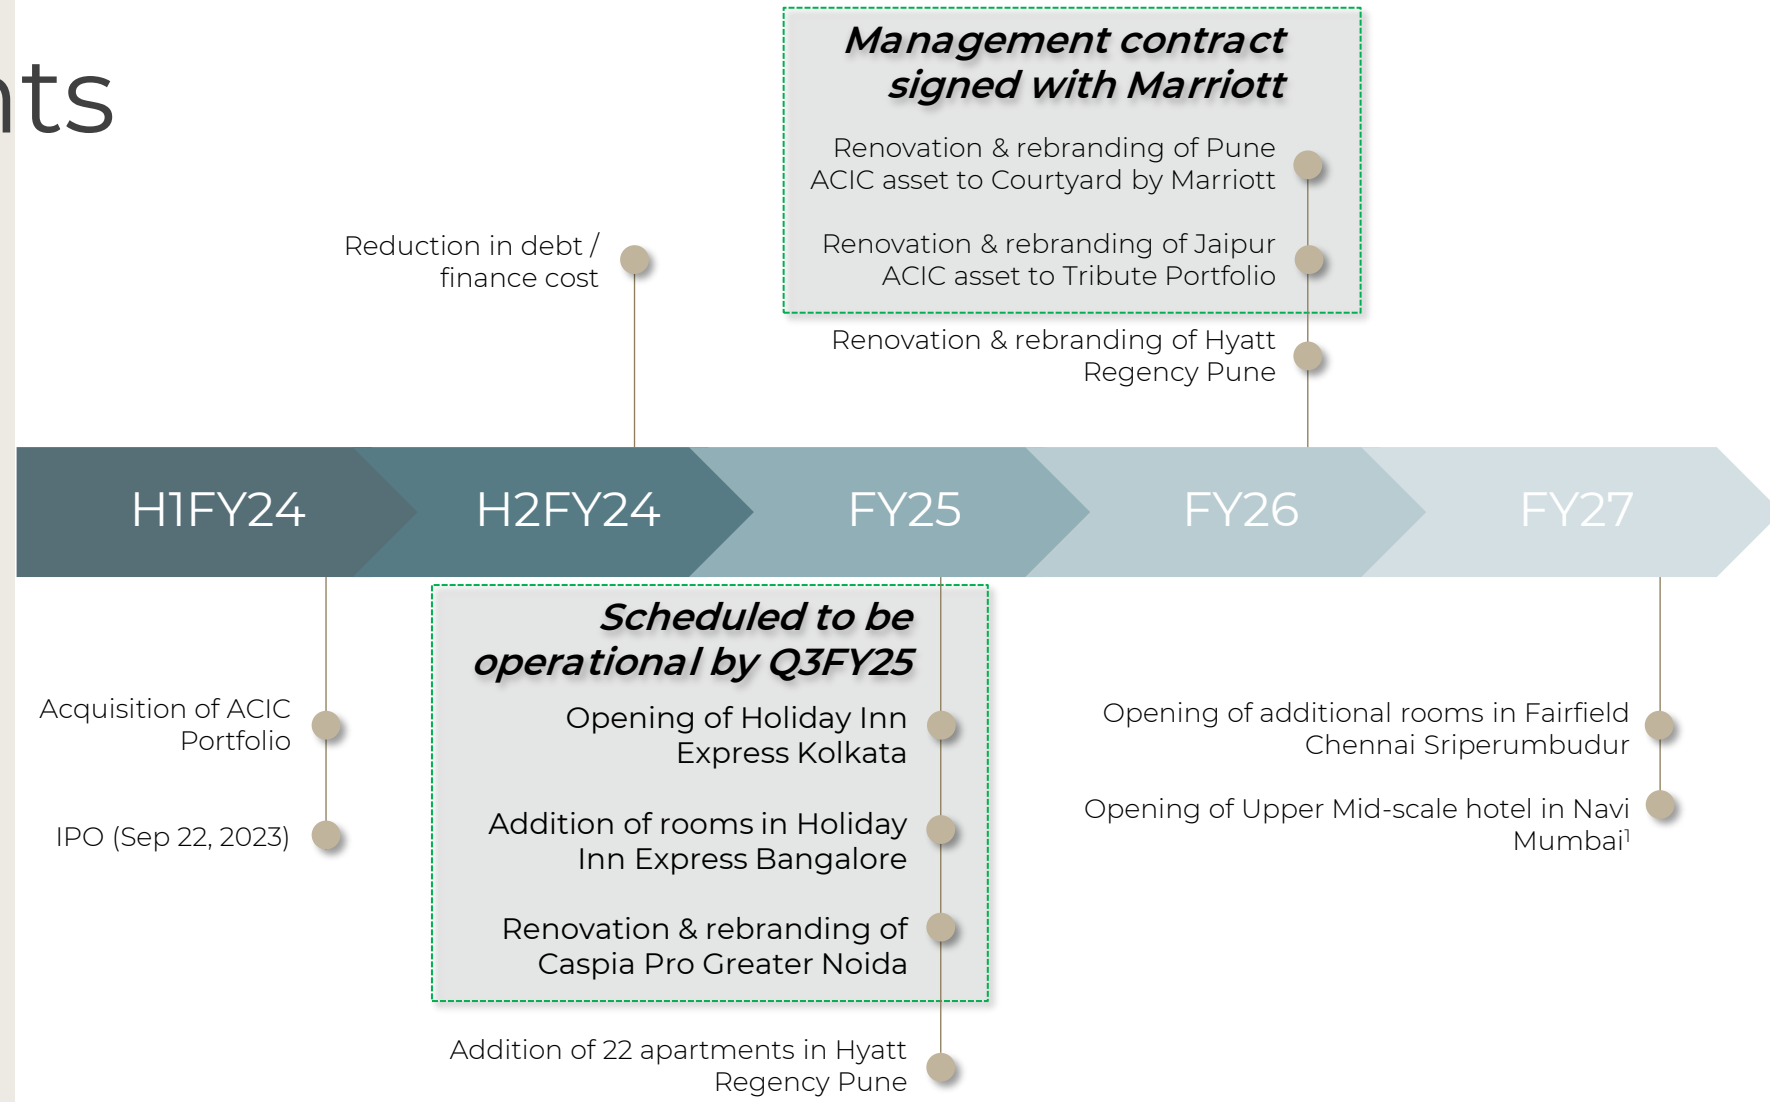 nts
Management contract
signed with Marriott
Renovation & rebranding of Pune
ACIC asset to Courtyard by Marriott
Reduction in debt /
finance cost
Renovation & rebranding of Jaipur
ACIC asset to Tribute Portfolio
Renovation & rebranding of Hyatt
Regency Pune
H1FY24
H2FY24
FY25
FY26
FY27
Acquisition of ACIC
Portfolio
IPO (Sep 22, 2023)
Scheduled to be
operational by Q3FY25
Opening of Holiday Inn
Express Kolkata
Addition of rooms in Holiday
Inn Express Bangalore
Renovation & rebranding of
Caspia Pro Greater Noida
Addition of 22 apartments in Hyatt
Regency Pune
Opening of additional rooms in Fairfield
Chennai Sriperumbudur
Opening of Upper Mid-scale hotel in Navi
Mumbai¹